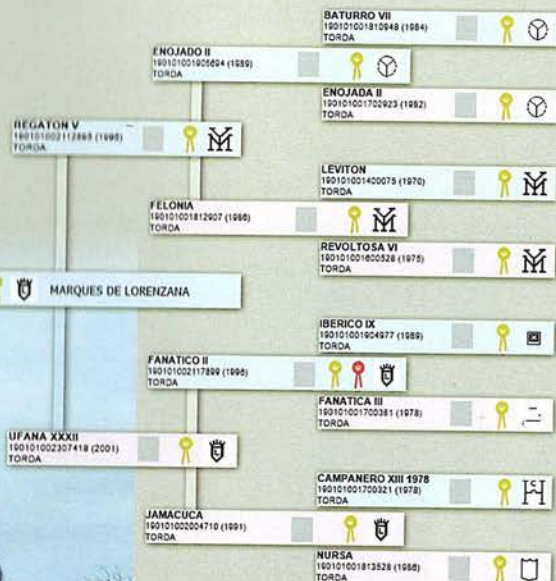 BATURRO VII
190101001810948 (1984)
TORDA
ENOJADO II
190101001906694 (1989)
TORDA
ENOJADA II
190101001702923 (1982)
TORDA
REGATON V
190101002112895 (1995)
TORDA
LEVITON
190101001400075 (1970)
TORDA
FELONIA
190101001812907 (1986)
TORDA
REVOLTOSA VI
190101001600528 (1975)
TORDA
MARQUES DE LORENZANA
IBERICO IX
190101001904977 (1989)
TORDA
FANATICO II
190101002117899 (1996)
TORDA
FANATICA III
190101001700381 (1978)
TORDA
UFANA XXXII
190101002307418 (2001)
TORDA
CAMPANERO XIII 1978
190101001700321 (1978)
TORDA
JAMACUCA
190101002004710 (1991)
TORDA
NURSA
190101001813528 (1986)
TORDA